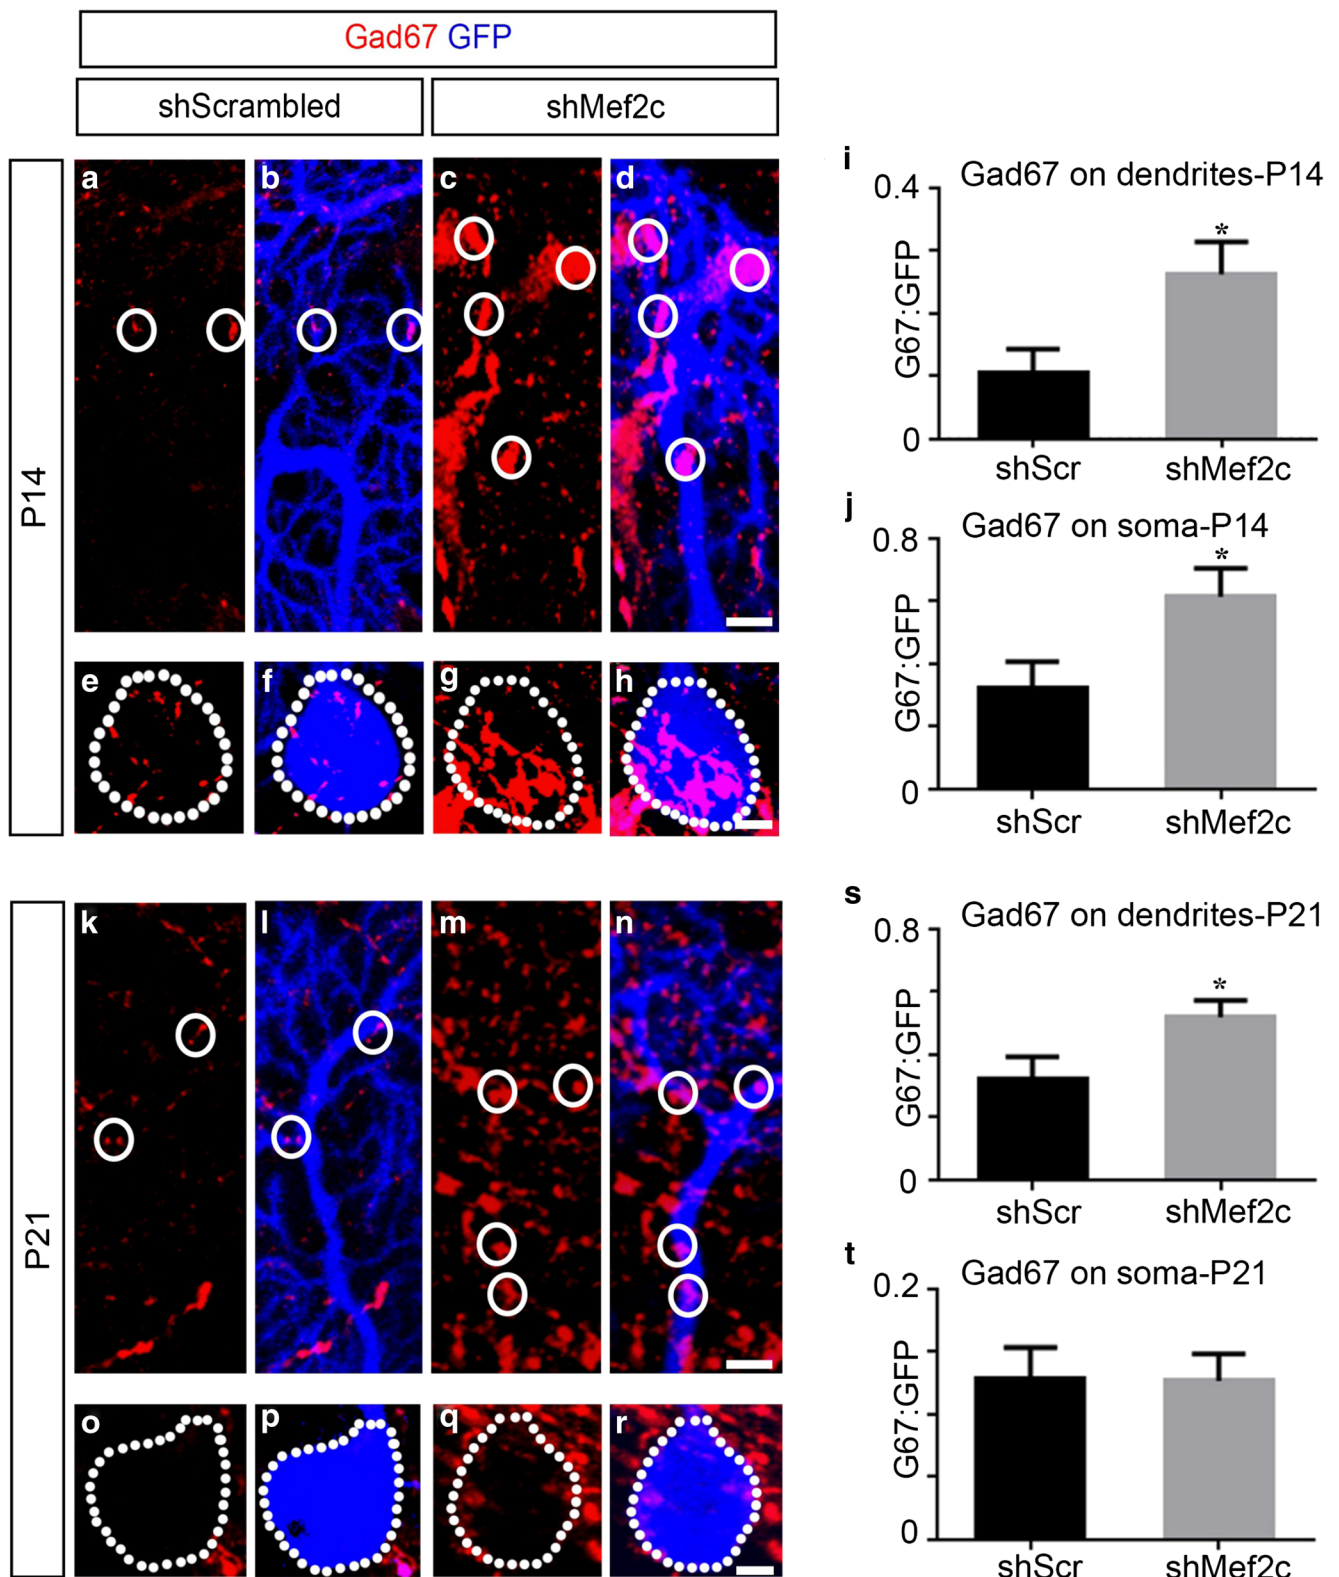 Gad67 GFP
shScrambled
shMef2c
P14
a
b
c
d
e
f
g
h
i
Gad67 on dendrites-P14
0.4
G67:GFP
0
shScr
shMef2c
*
j
Gad67 on soma-P14
0.8
G67:GFP
0
shScr
shMef2c
*
P21
k
l
m
n
o
p
q
r
s
Gad67 on dendrites-P21
0.8
G67:GFP
0
shScr
shMef2c
*
t
Gad67 on soma-P21
0.2
G67:GFP
0
shScr
shMef2c